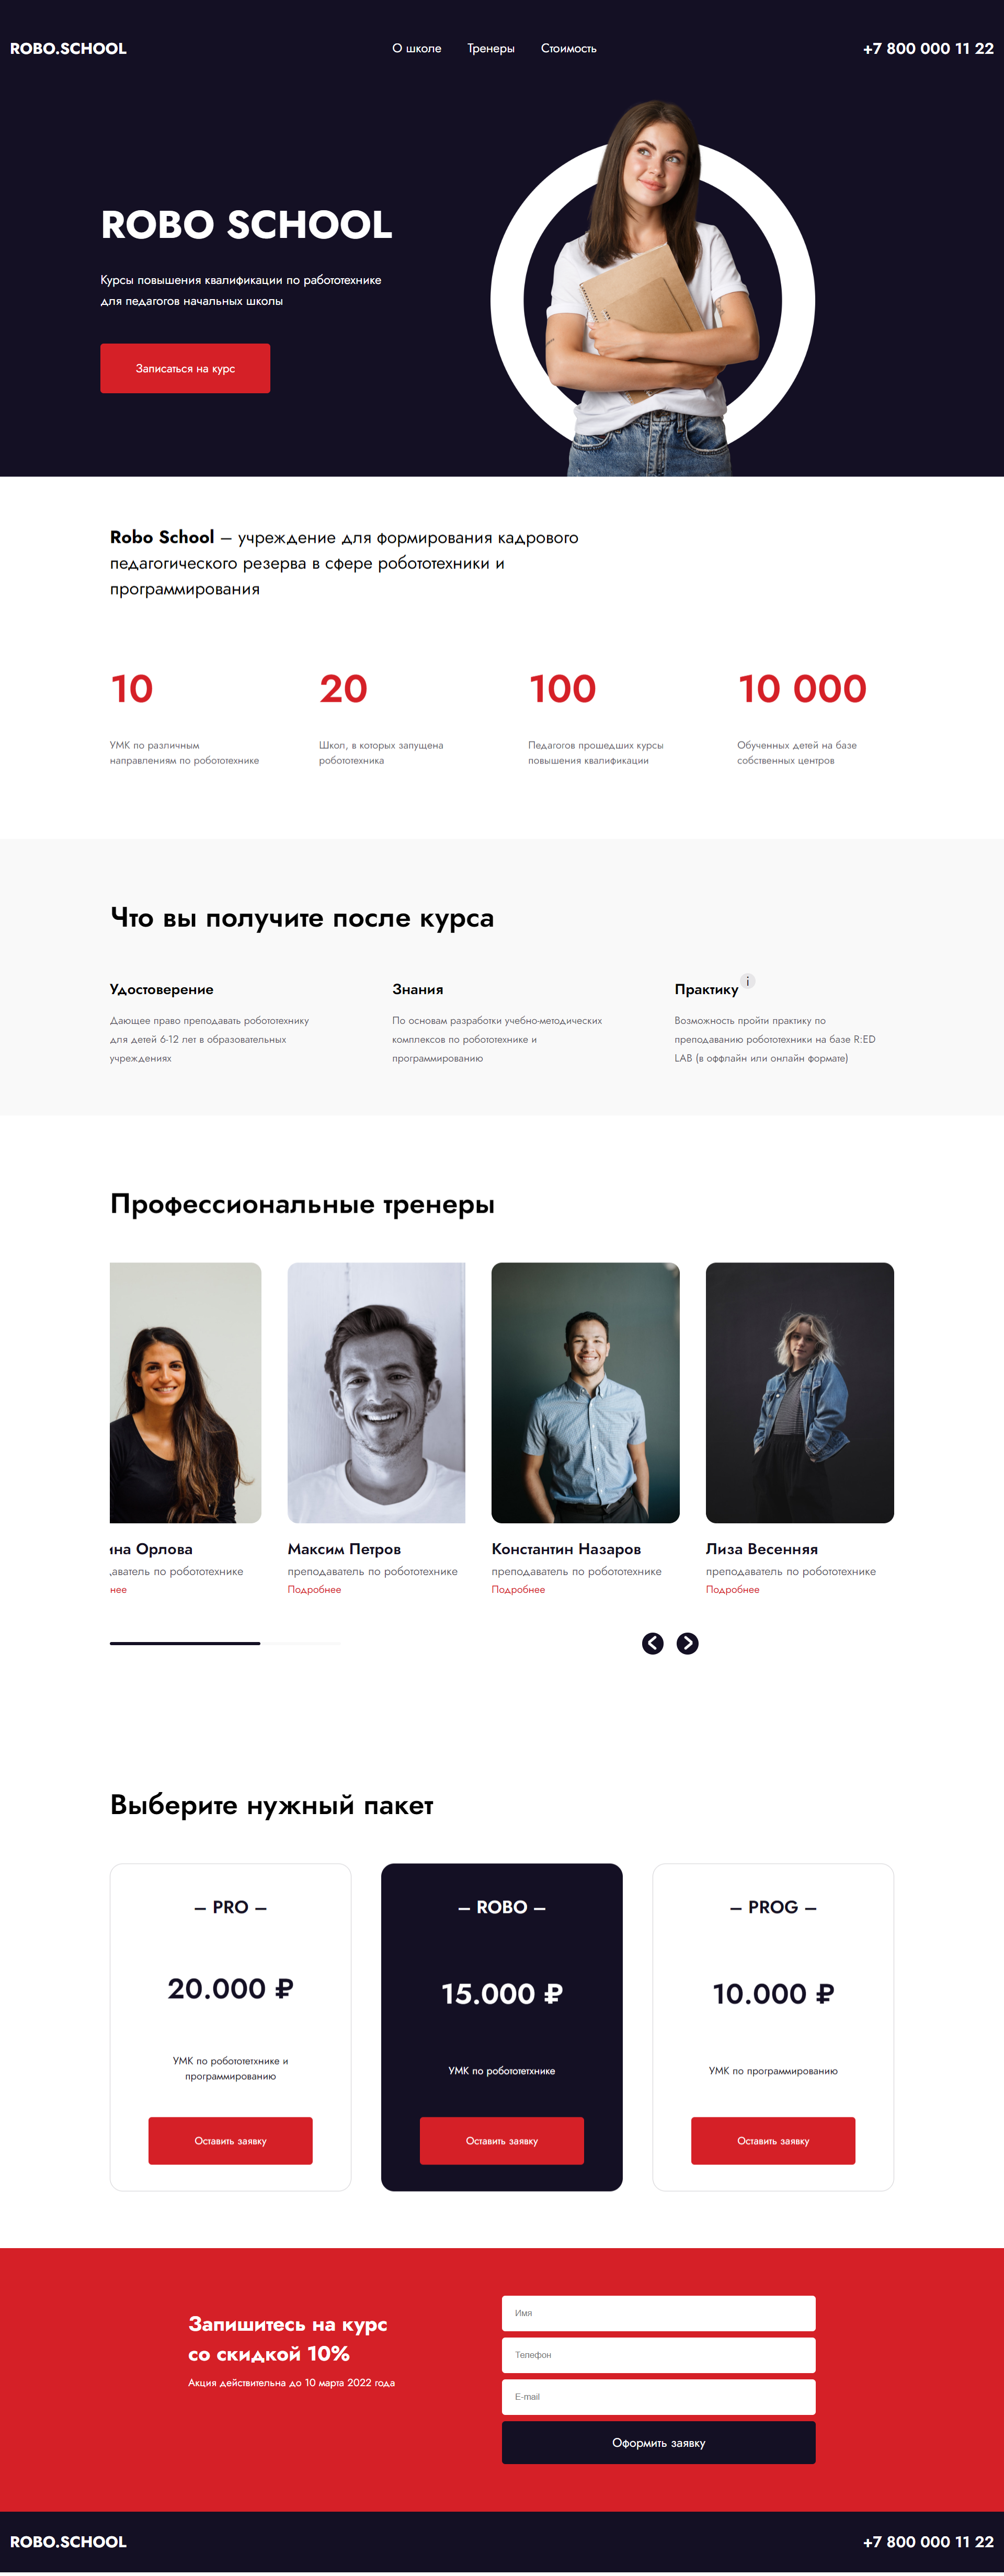 ROBO.SCHOOL
О школе
Тренеры
Стоимость
+7 800 000 11 22
ROBO SCHOOL
Курсы повышения квалификации по работотехнике
для педагогов начальных школы
Записаться на курс
Robo School – учреждение для формирования кадрового
педагогического резерва в сфере робототехники и
программирования
10
УМК по различным
направлениям по робототехнике
20
Школ, в которых запущена
робототехника
100
Педагогов прошедших курсы
повышения квалификации
10 000
Обученных детей на базе
собственных центров
Что вы получите после курса
Удостоверение
Дающее право преподавать робототехнику
для детей 6-12 лет в образовательных
учреждениях
Знания
По основам разработки учебно-методических
комплексов по робототехнике и
программированию
Практику i
Возможность пройти практику по
преподаванию робототехники на базе R:ED
LAB (в оффлайн или онлайн формате)
Профессиональные тренеры
ина Орлова
даватель по робототехнике
нее
Максим Петров
преподаватель по робототехнике
Подробнее
Константин Назаров
преподаватель по робототехнике
Подробнее
Лиза Весенняя
преподаватель по робототехнике
Подробнее
Выберите нужный пакет
– PRO –
20.000 ₽
УМК по робототетхнике и
программированию
Оставить заявку
– ROBO –
15.000 ₽
УМК по робототетхнике
Оставить заявку
– PROG –
10.000 ₽
УМК по программированию
Оставить заявку
Запишитесь на курс
со скидкой 10%
Акция действительна до 10 марта 2022 года
Имя
Телефон
E-mail
Оформить заявку
ROBO.SCHOOL
+7 800 000 11 22